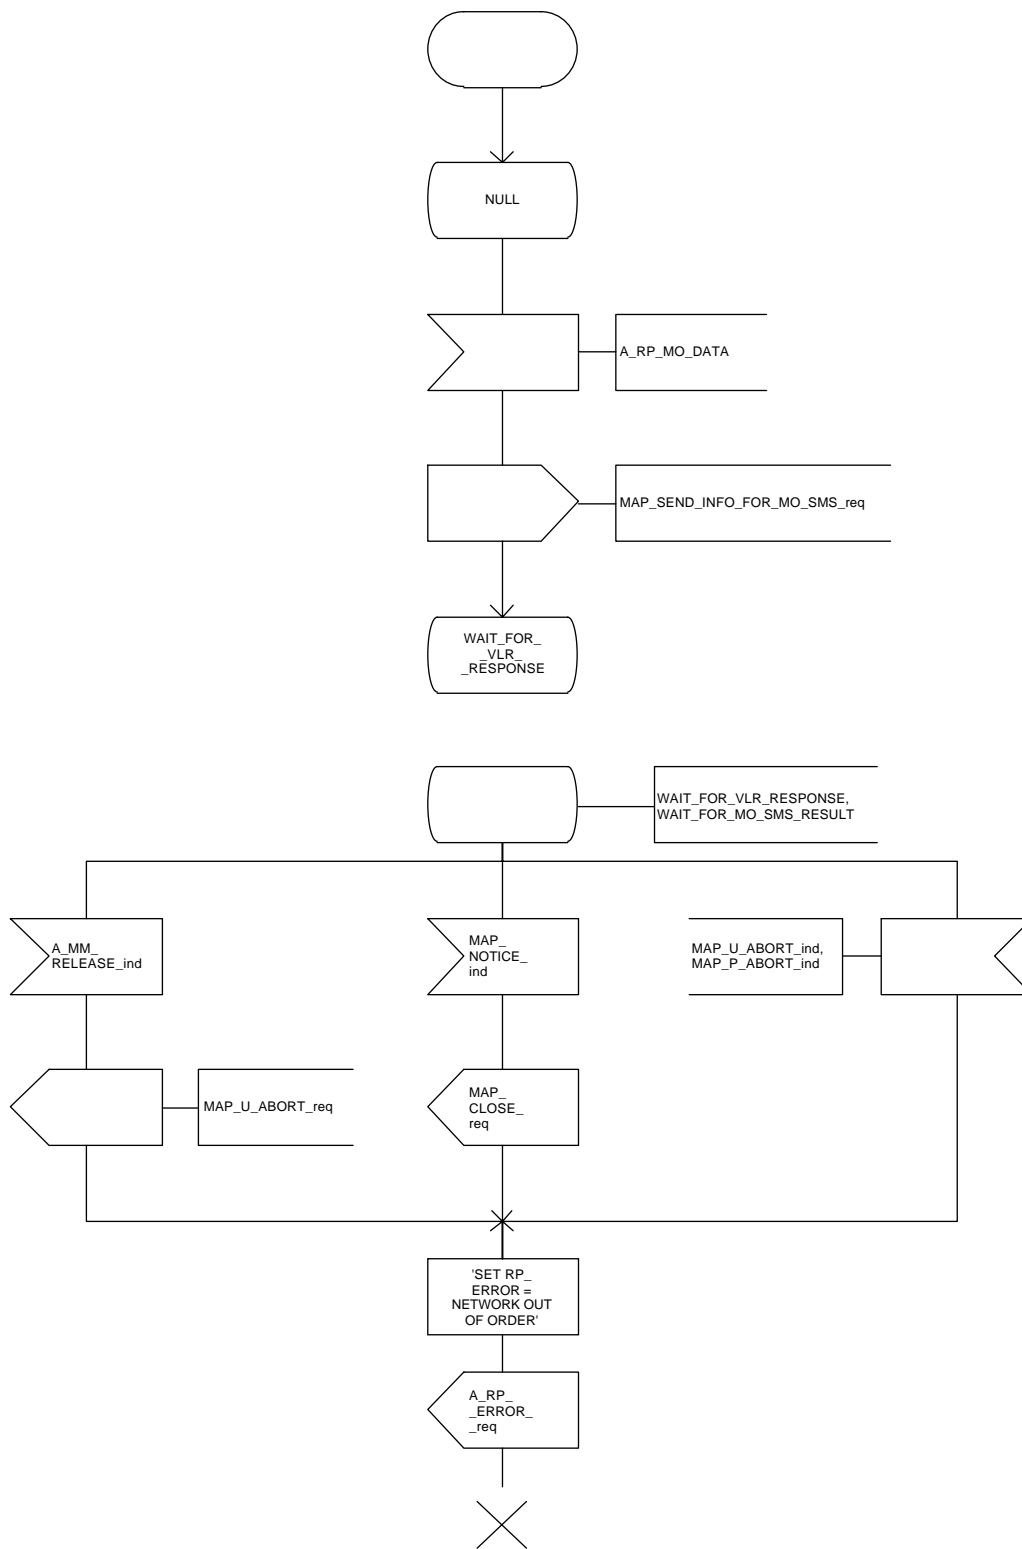 NULL
A_RP_MO_DATA
MAP_SEND_INFO_FOR_MO_SMS_req
WAIT_FOR_
_VLR_
_RESPONSE
WAIT_FOR_VLR_RESPONSE,
WAIT_FOR_MO_SMS_RESULT
A_MM_
RELEASE_ind
MAP_
NOTICE_
ind
MAP_U_ABORT_ind,
MAP_P_ABORT_ind
MAP_U_ABORT_req
MAP_
CLOSE_
req
'SET RP_
ERROR =
NETWORK OUT
OF ORDER'
A_RP_
_ERROR_
_req